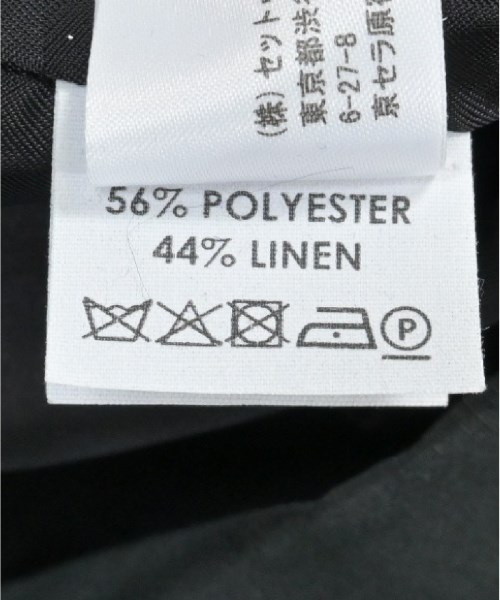 (株) セット
東京都渋
6-27-8
京セラ原
56% POLYESTER
44% LINEN
P